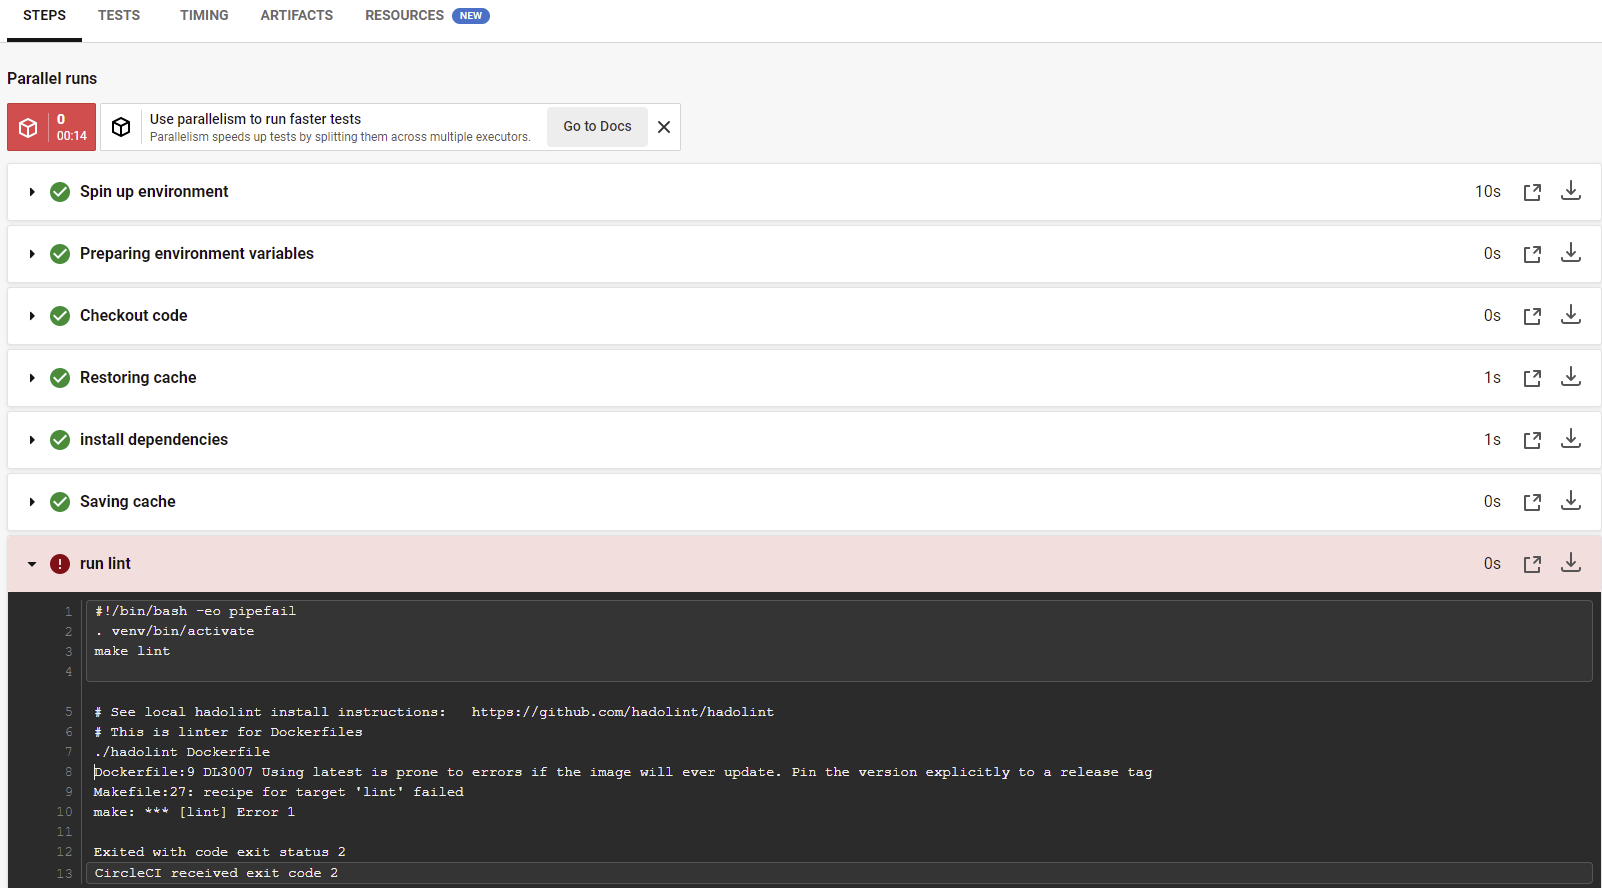 STEPS TESTS TIMING ARTIFACTS RESOURCES NEW
Parallel runs
0
00:14
Use parallelism to run faster tests
Parallelism speeds up tests by splitting them across multiple executors.
Go to Docs
Spin up environment 10s
Preparing environment variables 0s
Checkout code 0s
Restoring cache 1s
install dependencies 1s
Saving cache 0s
run lint 0s
1 #!/bin/bash -eo pipefail
2 . venv/bin/activate
3 make lint
4
5 # See local hadolint install instructions:   https://github.com/hadolint/hadolint
6 # This is linter for Dockerfiles
7 ./hadolint Dockerfile
8 Dockerfile:9 DL3007 Using latest is prone to errors if the image will ever update. Pin the version explicitly to a release tag
9 Makefile:27: recipe for target 'lint' failed
10 make: *** [lint] Error 1
11
12 Exited with code exit status 2
13 CircleCI received exit code 2